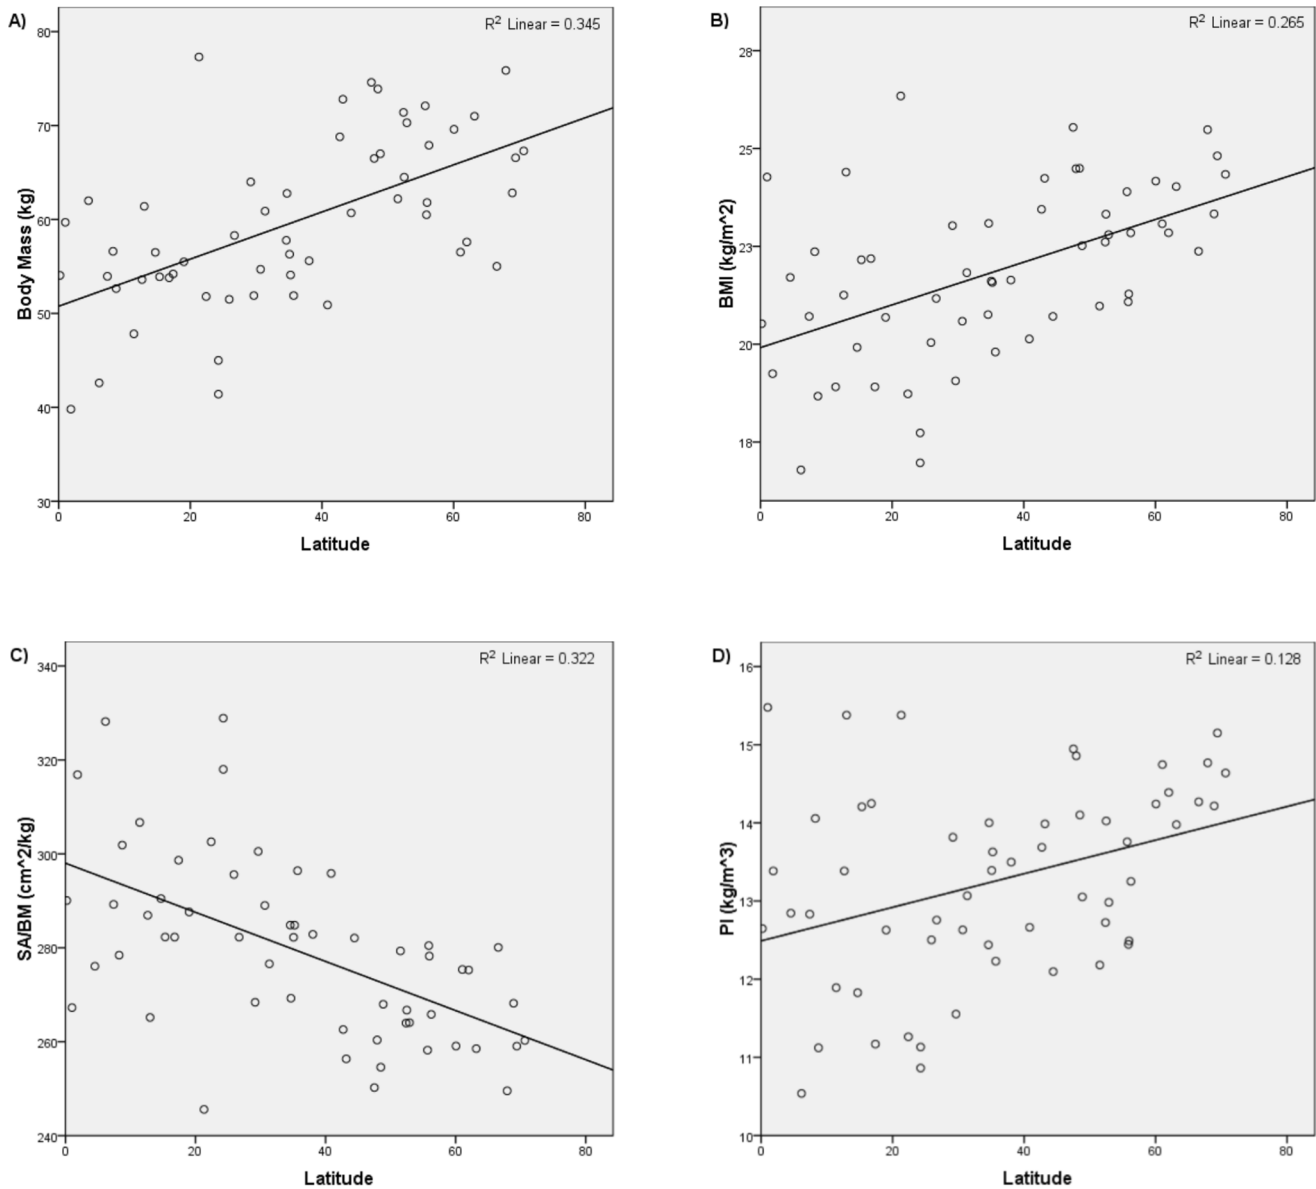 A)
R² Linear = 0.345
80
70
60
50
40
30
Body Mass (kg)
0 20 40 60 80
Latitude
B)
R² Linear = 0.265
28
25
23
20
18
BMI (kg/m^2)
0 20 40 60 80
Latitude
C)
R² Linear = 0.322
340
320
300
280
260
240
SA/BM (cm^2/kg)
0 20 40 60 80
Latitude
D)
R² Linear = 0.128
16
15
14
13
12
11
10
PI (kg/m^3)
0 20 40 60 80
Latitude